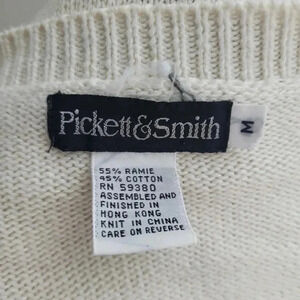 Pickett&Smith
M
55% RAMIE
45% COTTON
RN 59380
ASSEMBLED AND
FINISHED IN
HONG KONG
KNIT IN CHINA
CARE ON REVERSE